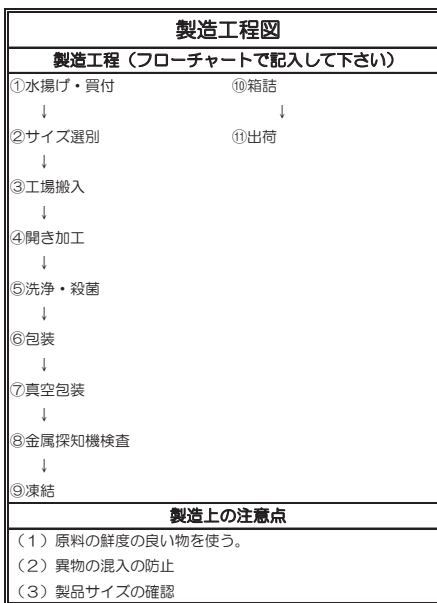 製造工程図
製造工程（フローチャートで記入して下さい）
①水揚げ・買付
↓
②サイズ選別
↓
③工場搬入
↓
④開き加工
↓
⑤洗浄・殺菌
↓
⑥包装
↓
⑦真空包装
↓
⑧金属探知機検査
↓
⑨凍結
⑩箱詰
↓
⑪出荷
製造上の注意点
（１）原料の鮮度の良い物を使う。
（２）異物の混入の防止
（３）製品サイズの確認